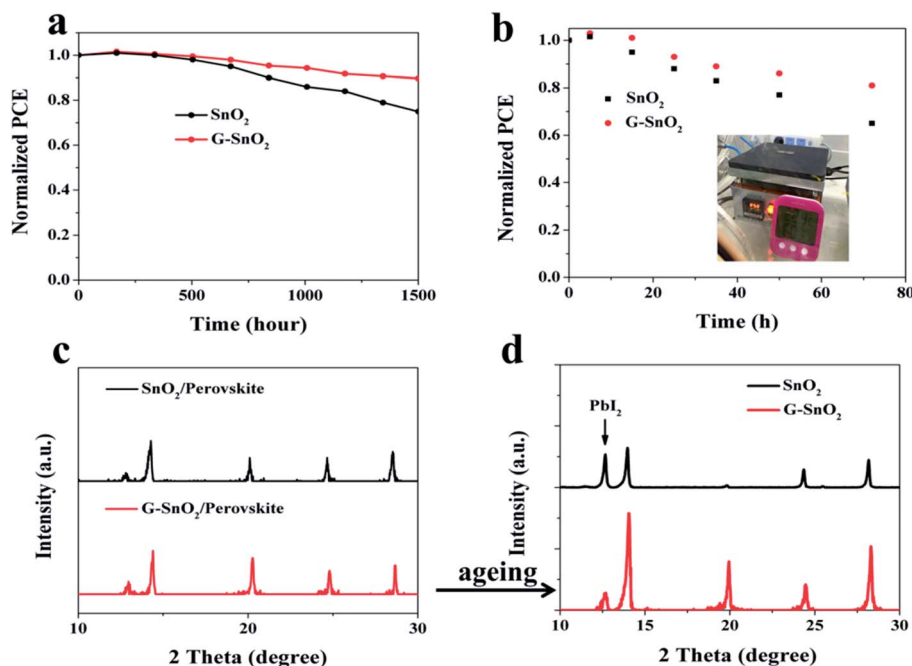 a
Normalized PCE
1.0
0.8
0.6
0.4
0.2
0.0
SnO₂
G-SnO₂
0
500
1000
1500
Time (hour)
b
Normalized PCE
1.0
0.8
0.6
0.4
0.2
0.0
SnO₂
G-SnO₂
0
20
40
60
80
Time (h)
c
Intensity (a.u.)
SnO₂/Perovskite
G-SnO₂/Perovskite
10
20
30
2 Theta (degree)
ageing
d
Intensity (a.u.)
PbI₂
SnO₂
G-SnO₂
10
15
20
25
30
2 Theta (degree)